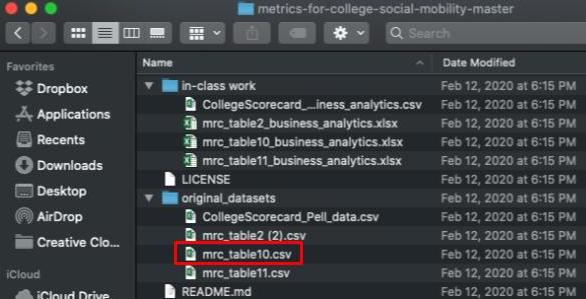 metrics-for-college-social-mobility-master
Search
Favorites
Dropbox
Applications
Recents
Downloads
Desktop
AirDrop
Creative Clo...
iCloud
iCloud Drive
Name Date Modified
in-class work Feb 12, 2020 at 6:15 PM
CollegeScorecard_...iness_analytics.csv Feb 12, 2020 at 6:15 PM
mrc_table2_business_analytics.xlsx Feb 12, 2020 at 6:15 PM
mrc_table10_business_analytics.xlsx Feb 12, 2020 at 6:15 PM
mrc_table11_business_analytics.xlsx Feb 12, 2020 at 6:15 PM
LICENSE Feb 12, 2020 at 6:15 PM
original_datasets Feb 12, 2020 at 6:15 PM
CollegeScorecard_Pell_data.csv Feb 12, 2020 at 6:15 PM
mrc_table2 (2).csv Feb 12, 2020 at 6:15 PM
mrc_table10.csv Feb 12, 2020 at 6:15 PM
mrc_table11.csv Feb 12, 2020 at 6:15 PM
README.md Feb 12, 2020 at 6:15 PM